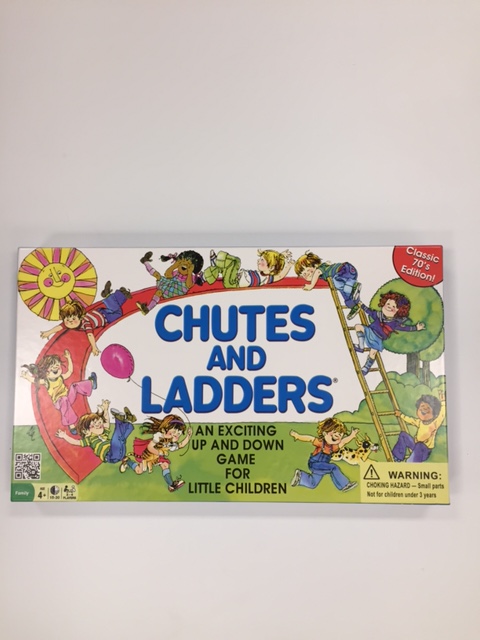 Classic
70's
Edition!
CHUTES
AND
LADDERS®
AN EXCITING
UP AND DOWN
GAME
FOR
LITTLE CHILDREN
WARNING:
CHOKING HAZARD — Small parts
Not for children under 3 years
Family
4+
PLAYERS